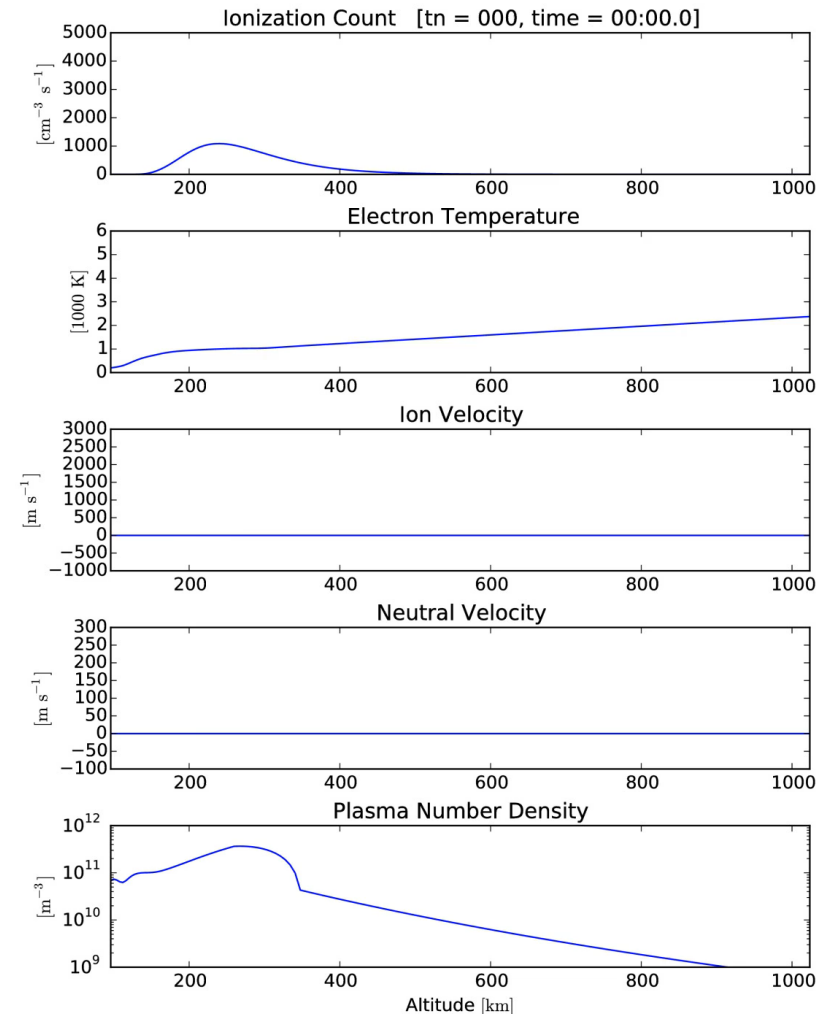 Ionization Count [tn = 000, time = 00:00.0]
5000
4000
3000
2000
1000
0
[cm⁻³ s⁻¹]
200 400 600 800 1000
Electron Temperature
6
5
4
3
2
1
0
[1000 K]
200 400 600 800 1000
Ion Velocity
3000
2500
2000
1500
1000
500
0
−500
−1000
[m s⁻¹]
200 400 600 800 1000
Neutral Velocity
300
250
200
150
100
50
0
−50
−100
[m s⁻¹]
200 400 600 800 1000
Plasma Number Density
10¹²
10¹¹
10¹⁰
10⁹
[m⁻³]
200 400 600 800 1000
Altitude [km]